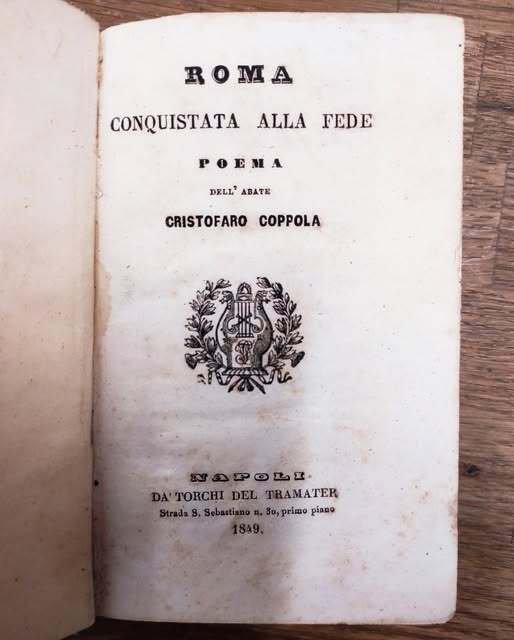 ROMA
CONQUISTATA ALLA FEDE
POEMA
DELL' ABATE
CRISTOFARO COPPOLA
NAPOLI
DA' TORCHI DEL TRAMATER
Strada S. Sebastiano n. 3o, primo piano
1849.